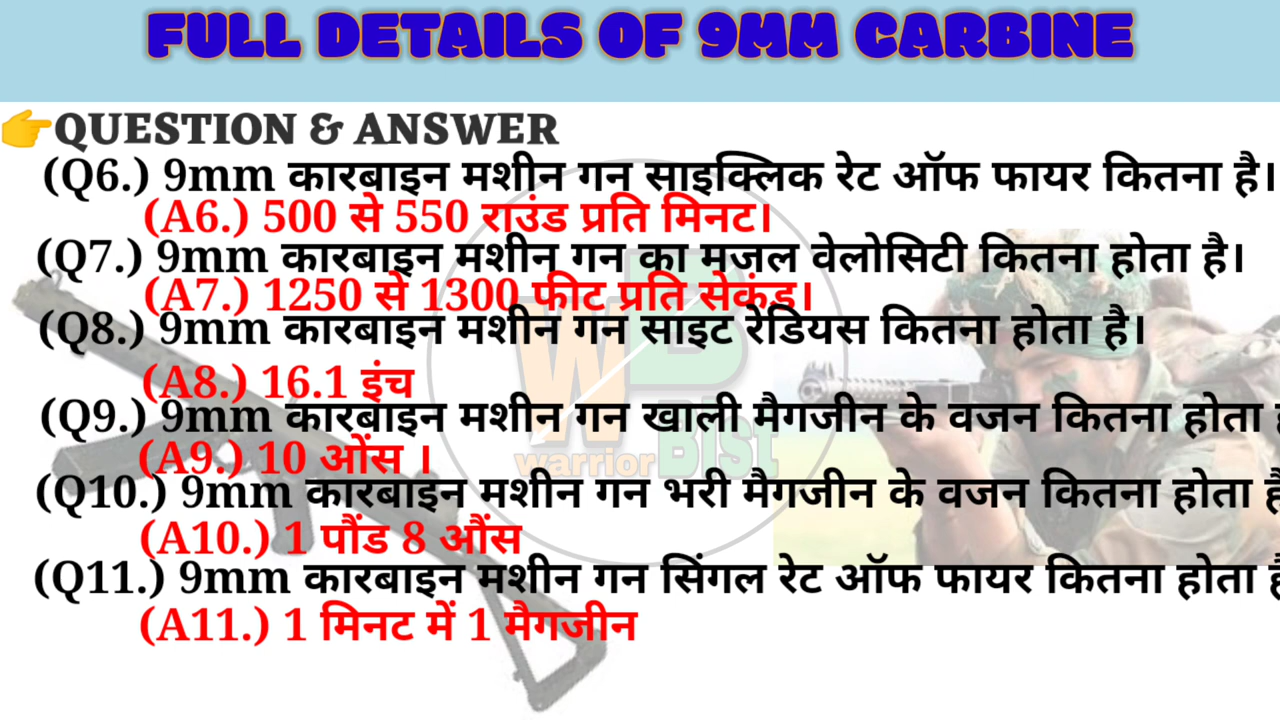 FULL DETAILS OF 9MM CARBINE
👉QUESTION & ANSWER
(Q6.) 9mm कारबाइन मशीन गन साइक्लिक रेट ऑफ फायर कितना है।
(A6.) 500 से 550 राउंड प्रति मिनट।
(Q7.) 9mm कारबाइन मशीन गन का मजल वेलोसिटी कितना होता है।
(A7.) 1250 से 1300 फीट प्रति सेकंड।
(Q8.) 9mm कारबाइन मशीन गन साइट रेडियस कितना होता है।
(A8.) 16.1 इंच
(Q9.) 9mm कारबाइन मशीन गन खाली मैगजीन के वजन कितना होता
(A9.) 10 ओंस ।
(Q10.) 9mm कारबाइन मशीन गन भरी मैगजीन के वजन कितना होता है
(A10.) 1 पौंड 8 औंस
(Q11.) 9mm कारबाइन मशीन गन सिंगल रेट ऑफ फायर कितना होता है
(A11.) 1 मिनट में 1 मैगजीन
WB
warrior Bist